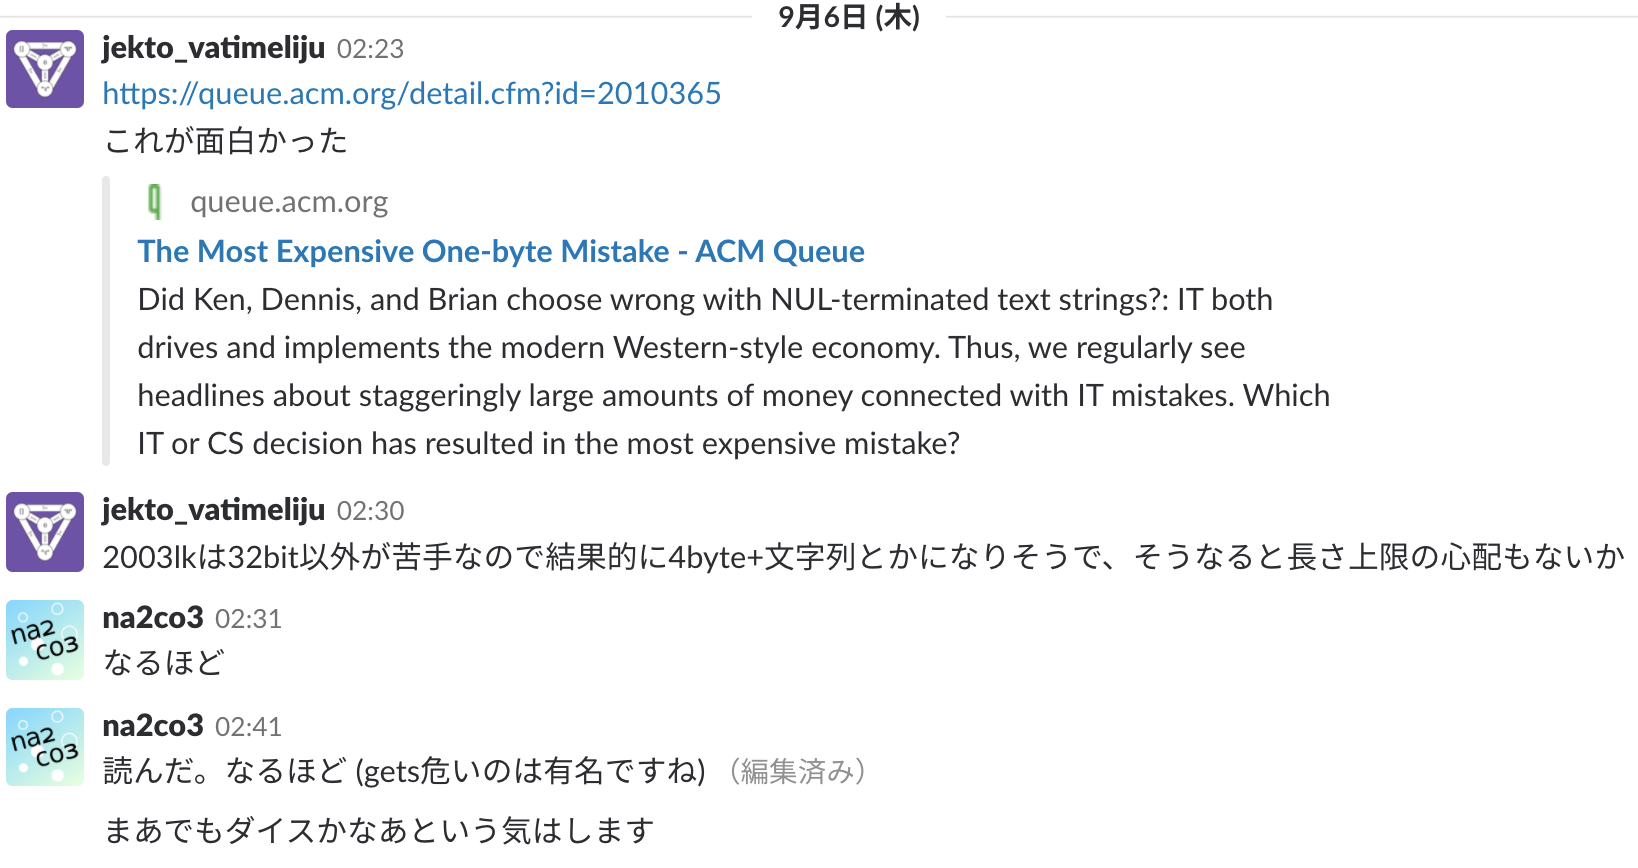 9月6日 (木)
jekto_vatimeliju 02:23
https://queue.acm.org/detail.cfm?id=2010365
これが面白かった
queue.acm.org
The Most Expensive One-byte Mistake - ACM Queue
Did Ken, Dennis, and Brian choose wrong with NUL-terminated text strings?: IT both
drives and implements the modern Western-style economy. Thus, we regularly see
headlines about staggeringly large amounts of money connected with IT mistakes. Which
IT or CS decision has resulted in the most expensive mistake?
jekto_vatimeliju 02:30
2003lkは32bit以外が苦手なので結果的に4byte+文字列とかになりそうで、そうなると長さ上限の心配もないか
na2
co3
na2co3 02:31
なるほど
na2
co3
na2co3 02:41
読んだ。なるほど (gets危いのは有名ですね) （編集済み）
まあでもダイスかなあという気はします